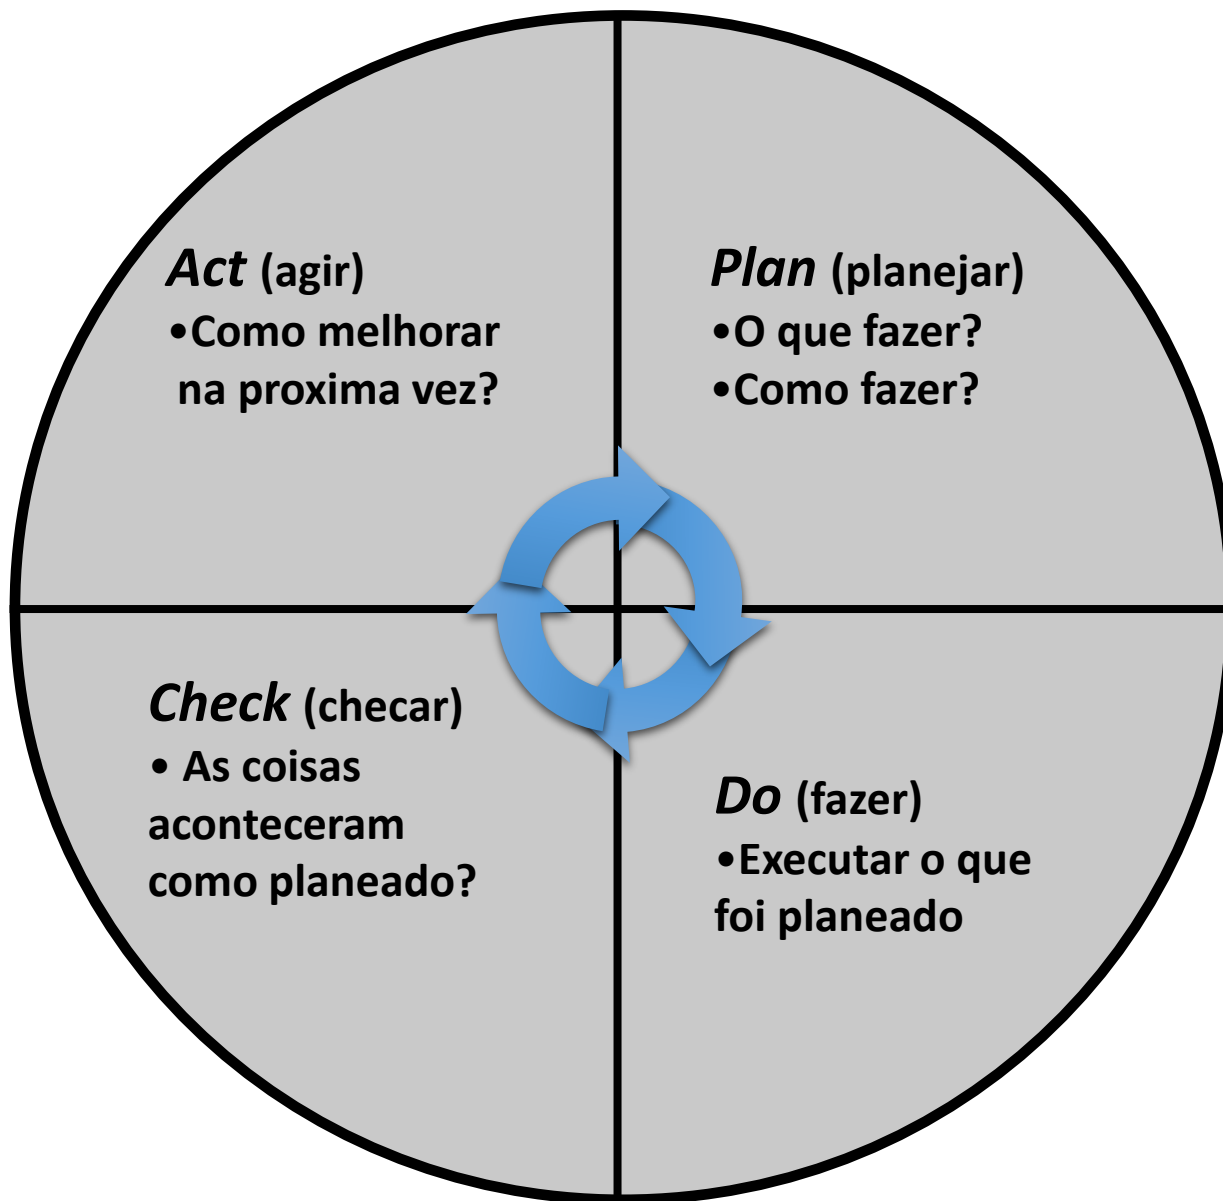 Act (agir)
•Como melhorar
na proxima vez?
Plan (planejar)
•O que fazer?
•Como fazer?
Check (checar)
• As coisas
aconteceram
como planeado?
Do (fazer)
•Executar o que
foi planeado